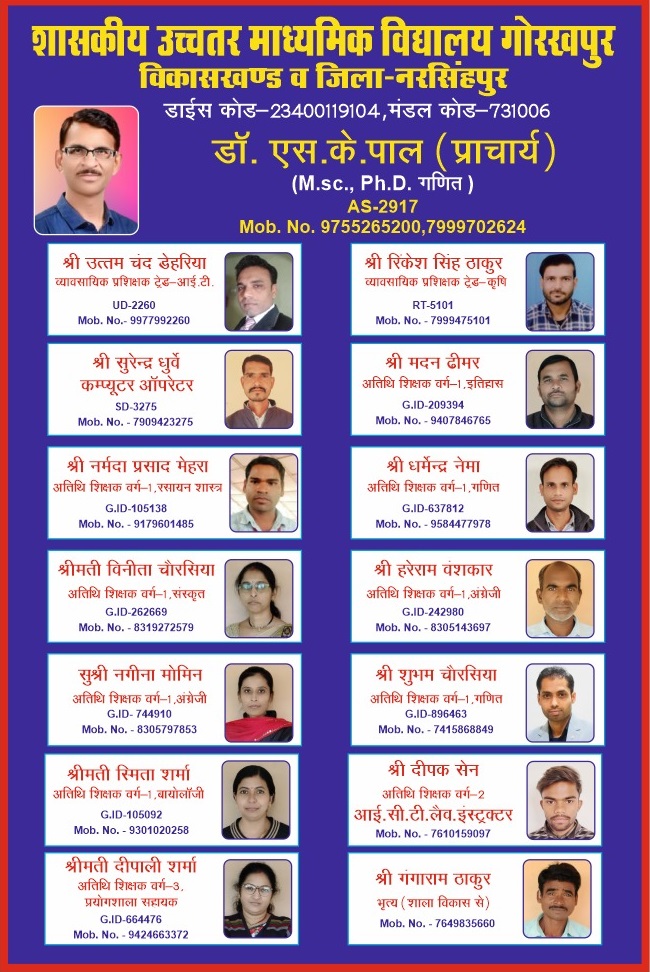 शासकीय उच्चतर माध्यमिक विद्यालय गोरखपुर
विकासखण्ड व जिला-नरसिंहपुर
डाईस कोड–23400119104,मंडल कोड–731006
डॉ. एस.के.पाल (प्राचार्य)
(M.sc., Ph.D. गणित )
AS-2917
Mob. No. 9755265200,7999702624
श्री उत्तम चंद डेहरिया
व्यावसायिक प्रशिक्षक ट्रेड–आई.टी.
UD-2260
Mob. No.- 9977992260
श्री रिकेश सिंह ठाकुर
व्यावसायिक प्रशिक्षक ट्रेड–कृषि
RT-5101
Mob. No.- 7999475101
श्री सुरेन्द्र धुर्वे
कम्प्यूटर ऑपरेटर
SD-3275
Mob. No. - 7909423275
श्री मदन ढीमर
अतिथि शिक्षक वर्ग–1,इतिहास
G.ID-209394
Mob. No. - 9407846765
श्री नर्मदा प्रसाद मेहरा
अतिथि शिक्षक वर्ग–1,रसायन शास्त्र
G.ID-105138
Mob. No. - 9179601485
श्री धर्मेन्द्र नेमा
अतिथि शिक्षक वर्ग–1,गणित
G.ID-637812
Mob. No. - 9584477978
श्रीमती विनीता चौरसिया
अतिथि शिक्षक वर्ग–1,संस्कृत
G.ID-262669
Mob. No. - 8319272579
श्री हरेराम वंशकार
अतिथि शिक्षक वर्ग–1,अंग्रेजी
G.ID-242980
Mob. No. - 8305143697
सुश्री नगीना मोमिन
अतिथि शिक्षक वर्ग–1,अंग्रेजी
G.ID- 744910
Mob. No. - 8305797853
श्री शुभम चौरसिया
अतिथि शिक्षक वर्ग–1,गणित
G.ID-896463
Mob. No. - 7415868849
श्रीमती स्मिता शर्मा
अतिथि शिक्षक वर्ग–1,बायोलॉजी
G.ID-105092
Mob. No. - 9301020258
श्री दीपक सेन
अतिथि शिक्षक वर्ग–2
आई.सी.टी.लैव.इंस्ट्रक्टर
Mob. No. - 7610159097
श्रीमती दीपाली शर्मा
अतिथि शिक्षक वर्ग–3,
प्रयोगशाला सहायक
G.ID-664476
Mob. No. - 9424663372
श्री गंगाराम ठाकुर
भृत्य (शाला विकास से)
Mob. No. - 7649835660